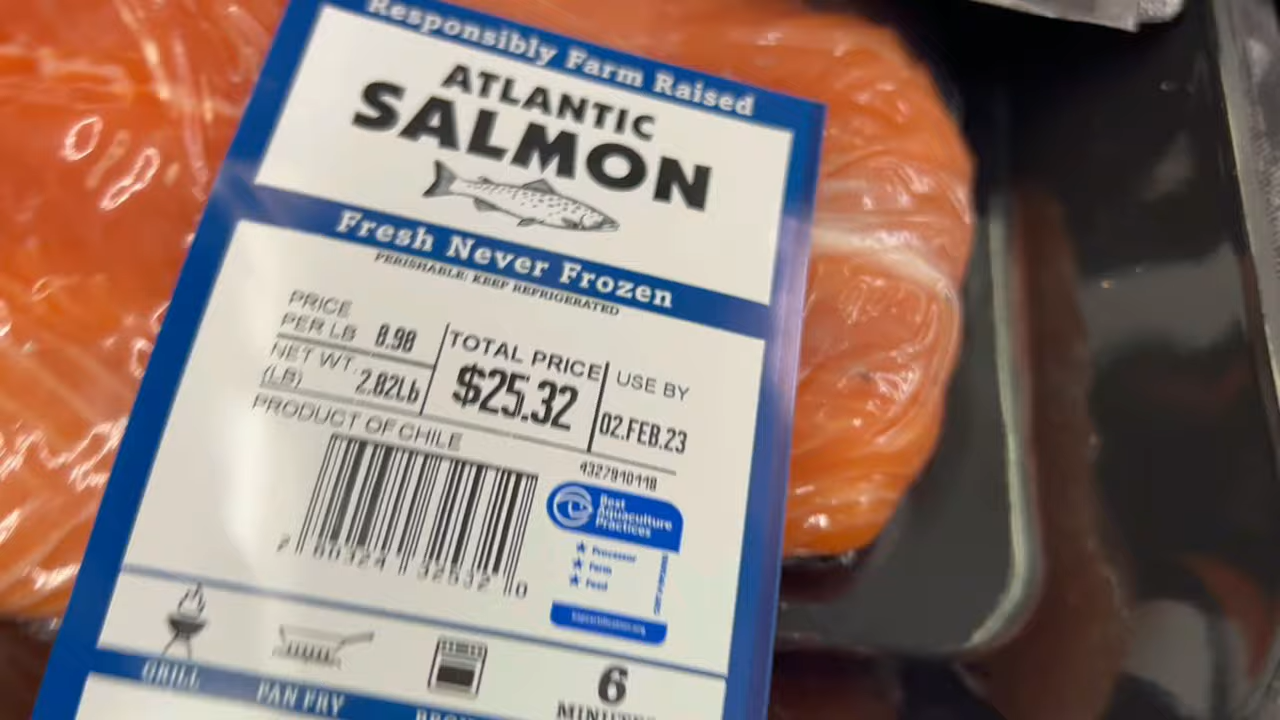 Responsibly Farm Raised
ATLANTIC
SALMON
Fresh Never Frozen
PERISHABLE: KEEP REFRIGERATED
PRICE
PER LB 8.98
NET WT.
(LB) 2.82Lb
TOTAL PRICE
$25.32
USE BY
02.FEB.23
PRODUCT OF CHILE
4327910118
Best
Aquaculture
Practices
Processor
Farm
Feed
GRILL
PAN FRY
6
MINUTES